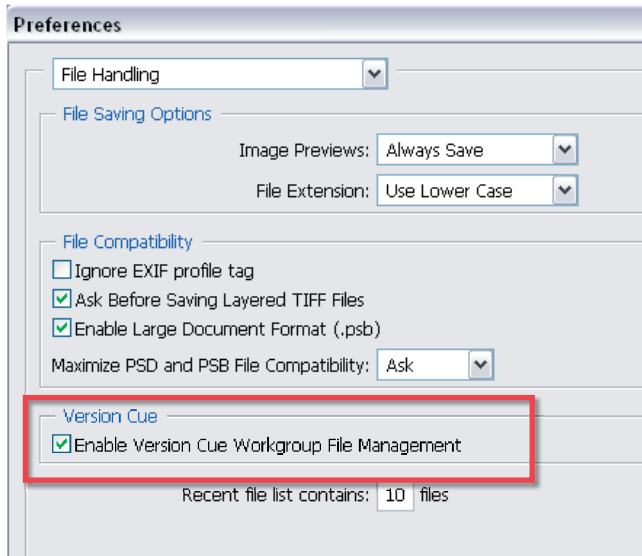 Preferences
File Handling
File Saving Options
Image Previews: Always Save
File Extension: Use Lower Case
File Compatibility
Ignore EXIF profile tag
Ask Before Saving Layered TIFF Files
Enable Large Document Format (.psb)
Maximize PSD and PSB File Compatibility: Ask
Version Cue
Enable Version Cue Workgroup File Management
Recent file list contains: 10 files